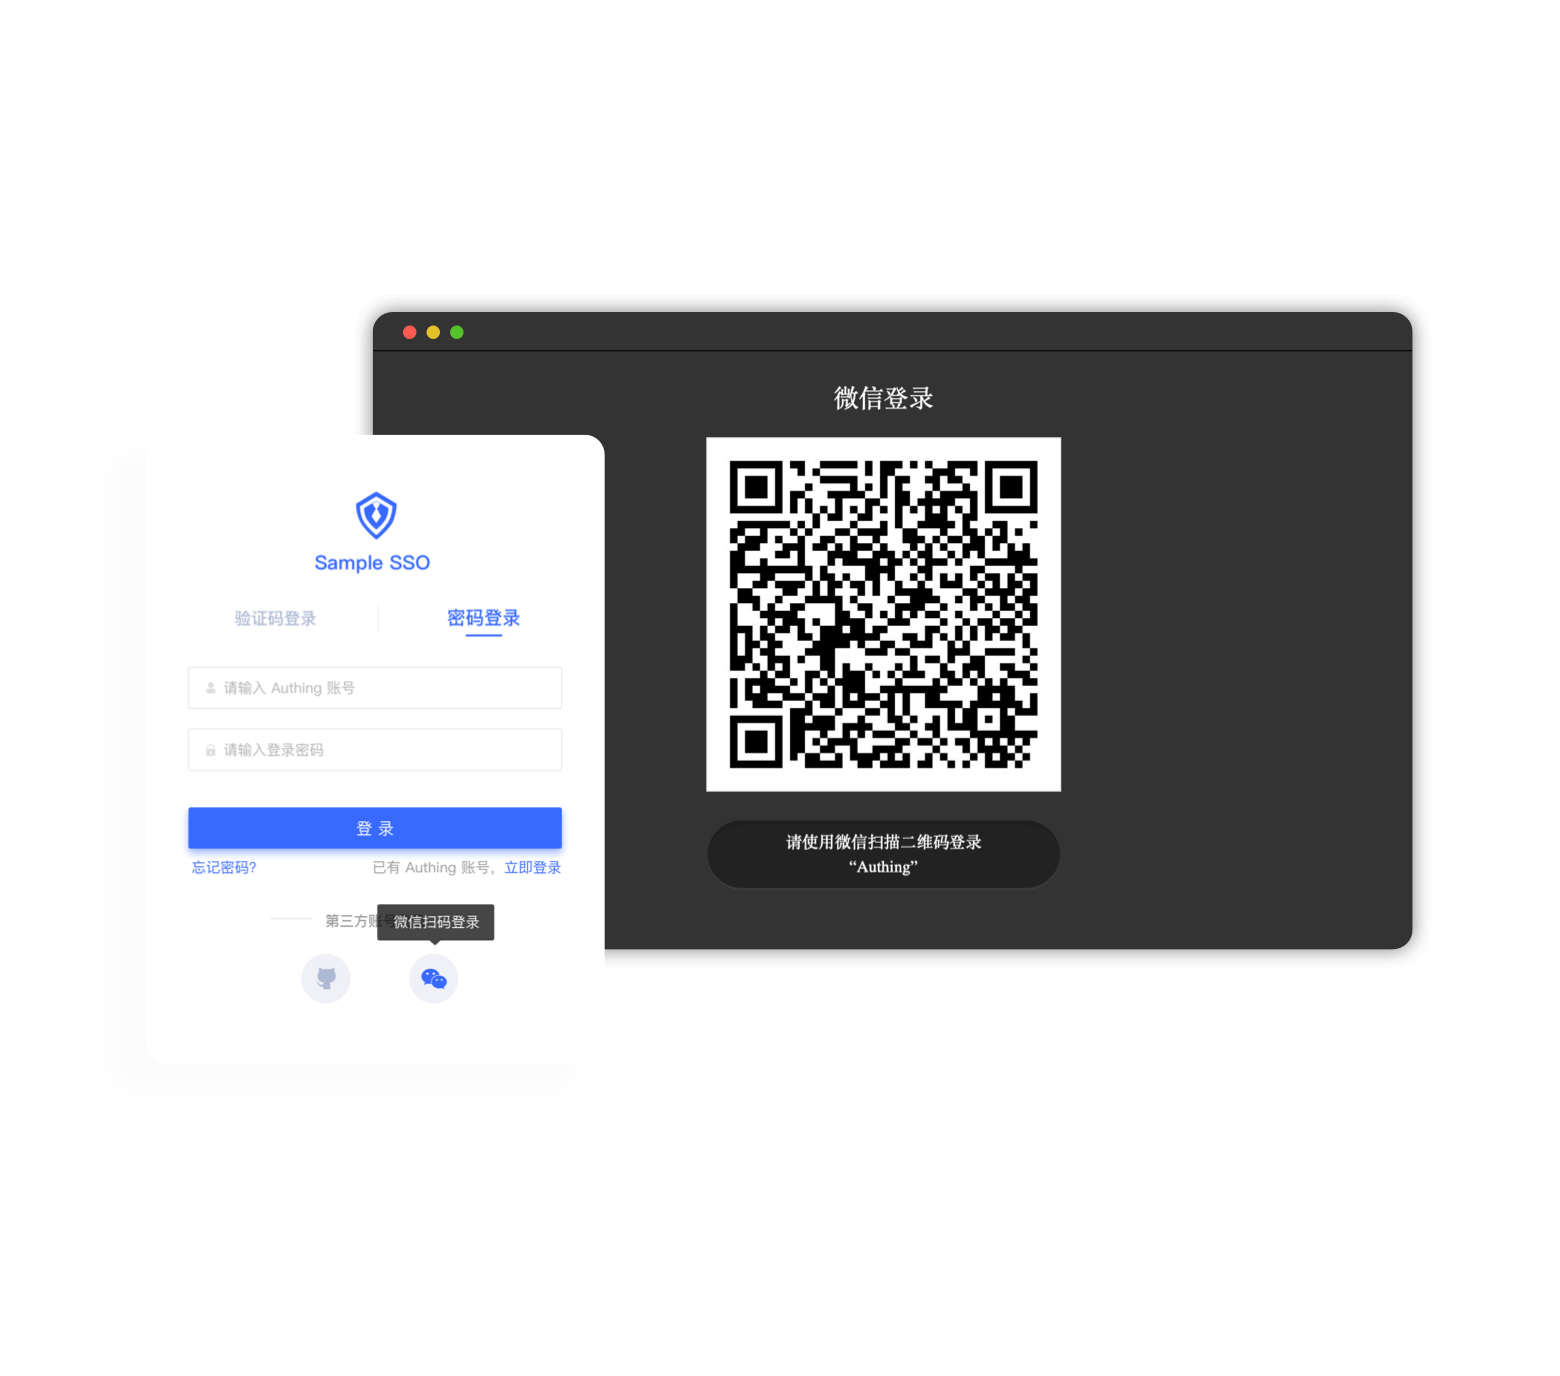 微信登录
请使用微信扫描二维码登录
“Authing”
Sample SSO
验证码登录
密码登录
请输入 Authing 账号
请输入登录密码
登 录
忘记密码?
已有 Authing 账号，立即登录
第三方账号
微信扫码登录